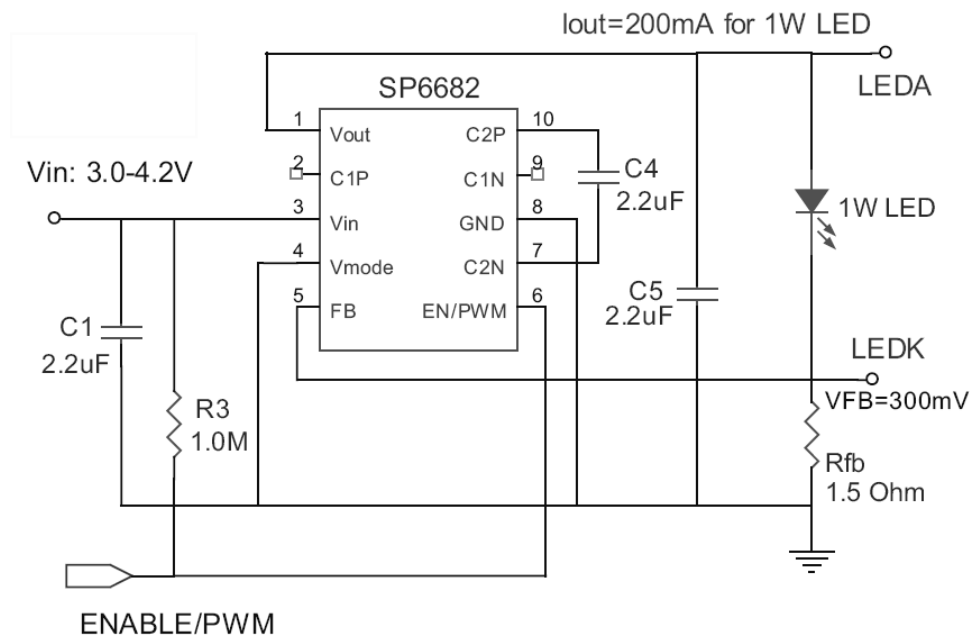 Iout=200mA for 1W LED
LEDA
SP6682
1
Vout
C2P
10
2
C1P
C1N
9
Vin: 3.0-4.2V
C4
2.2uF
3
Vin
GND
8
1W LED
4
Vmode
C2N
7
5
FB
EN/PWM
6
C5
2.2uF
C1
2.2uF
LEDK
VFB=300mV
R3
1.0M
Rfb
1.5 Ohm
ENABLE/PWM